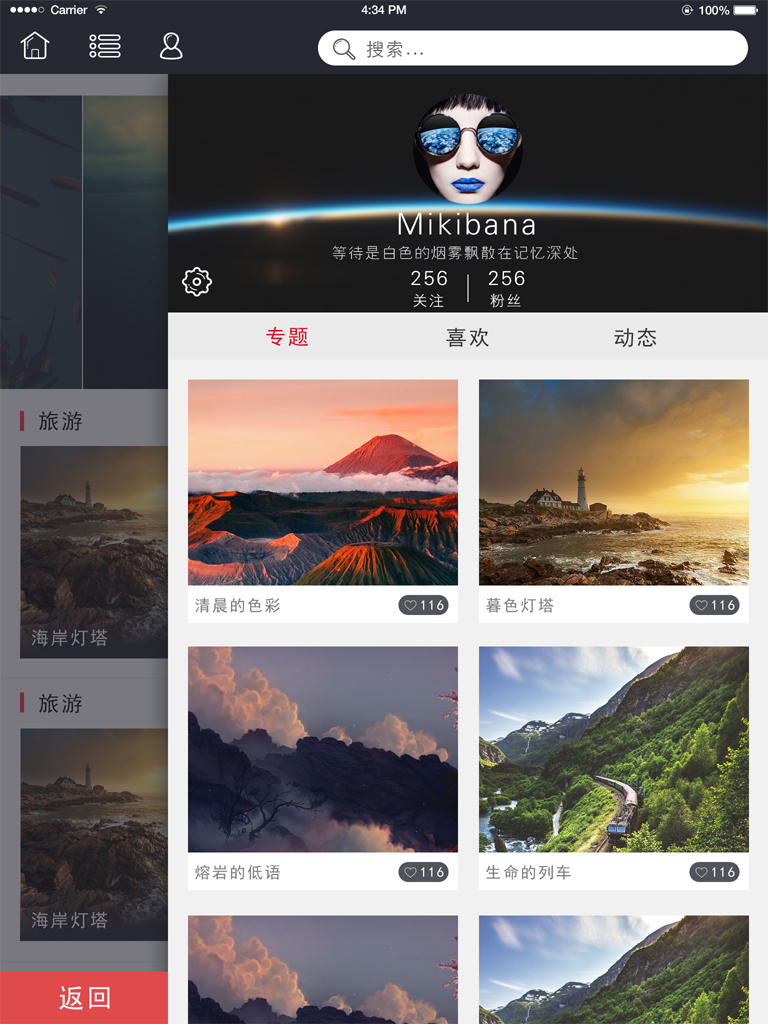 Carrier
4:34 PM
100%
搜索...
Mikibana
等待是白色的烟雾飘散在记忆深处
256 256
关注 粉丝
专题 喜欢 动态
旅游
海岸灯塔
旅游
海岸灯塔
返回
清晨的色彩 116
暮色灯塔 116
熔岩的低语 116
生命的列车 116